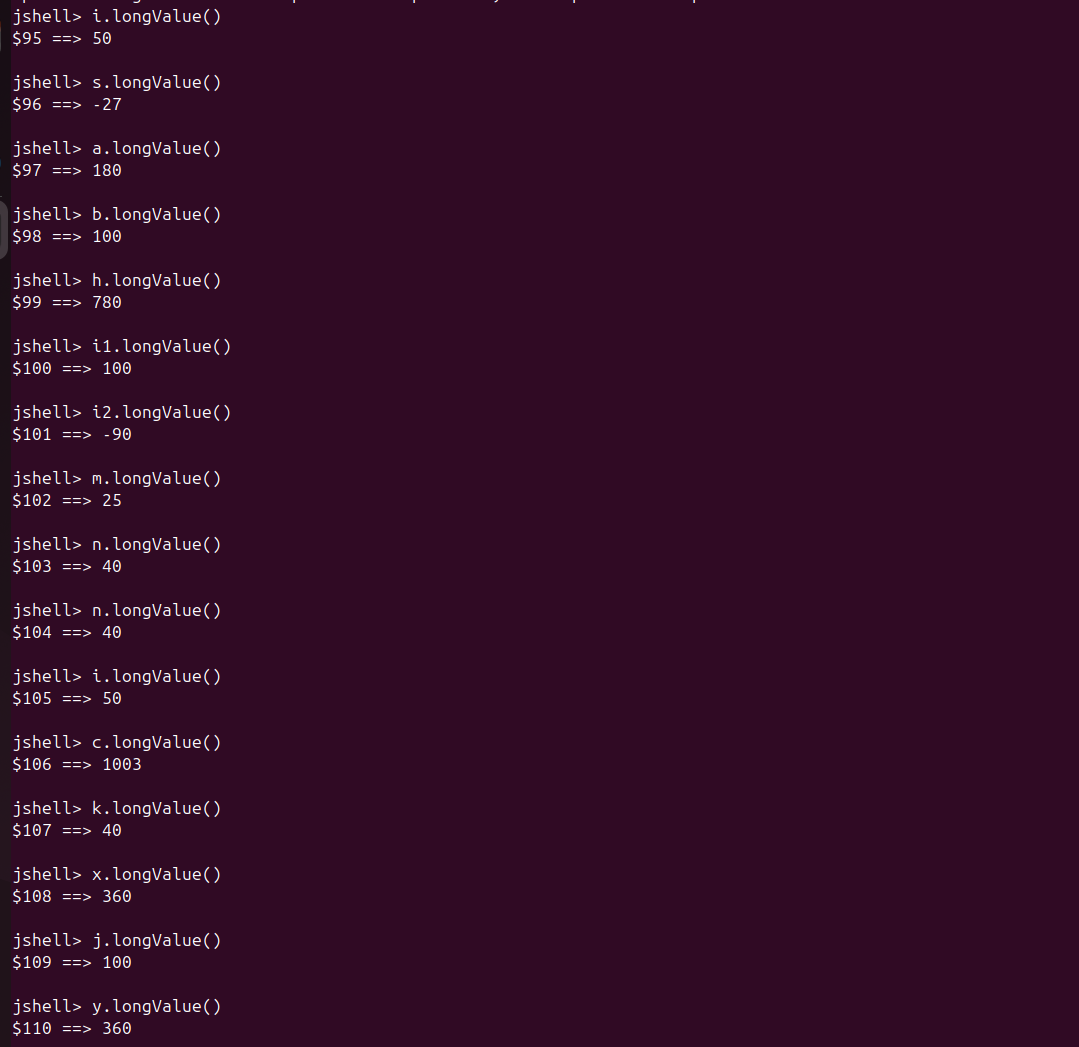 jshell> i.longValue()
$95 ==> 50
jshell> s.longValue()
$96 ==> -27
jshell> a.longValue()
$97 ==> 180
jshell> b.longValue()
$98 ==> 100
jshell> h.longValue()
$99 ==> 780
jshell> i1.longValue()
$100 ==> 100
jshell> i2.longValue()
$101 ==> -90
jshell> m.longValue()
$102 ==> 25
jshell> n.longValue()
$103 ==> 40
jshell> n.longValue()
$104 ==> 40
jshell> i.longValue()
$105 ==> 50
jshell> c.longValue()
$106 ==> 1003
jshell> k.longValue()
$107 ==> 40
jshell> x.longValue()
$108 ==> 360
jshell> j.longValue()
$109 ==> 100
jshell> y.longValue()
$110 ==> 360